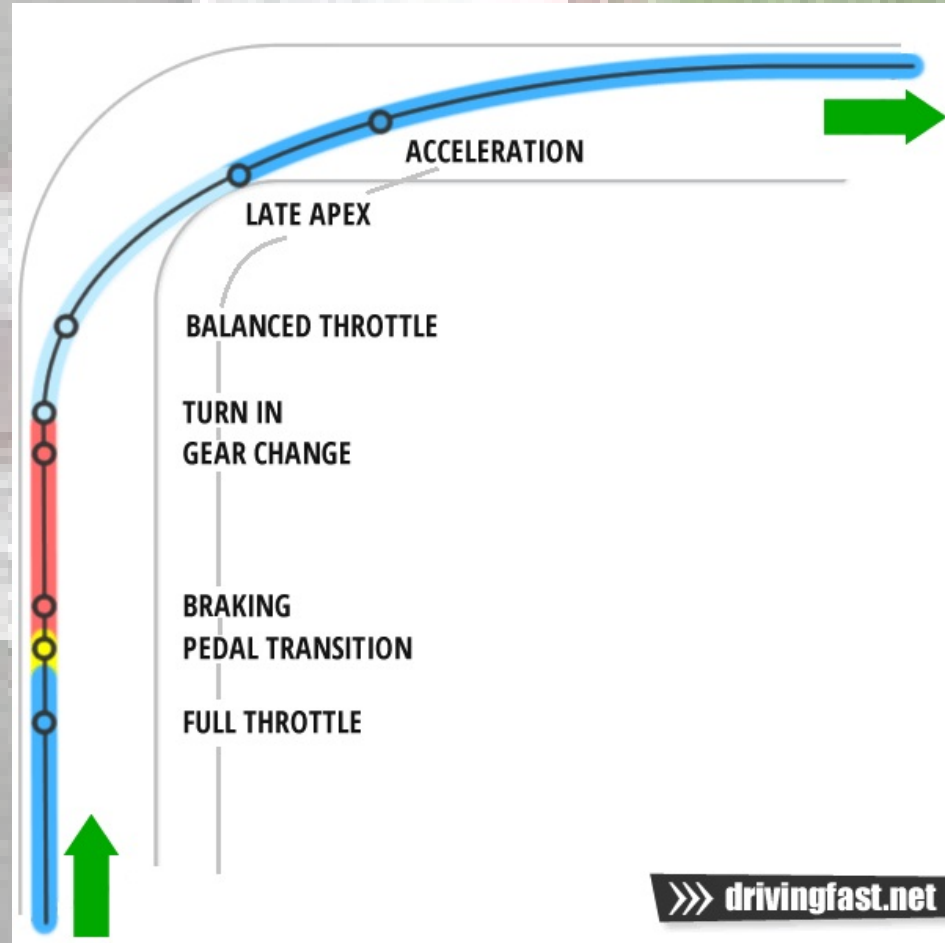 ACCELERATION
LATE APEX
BALANCED THROTTLE
TURN IN
GEAR CHANGE
BRAKING
PEDAL TRANSITION
FULL THROTTLE
drivingfast.net